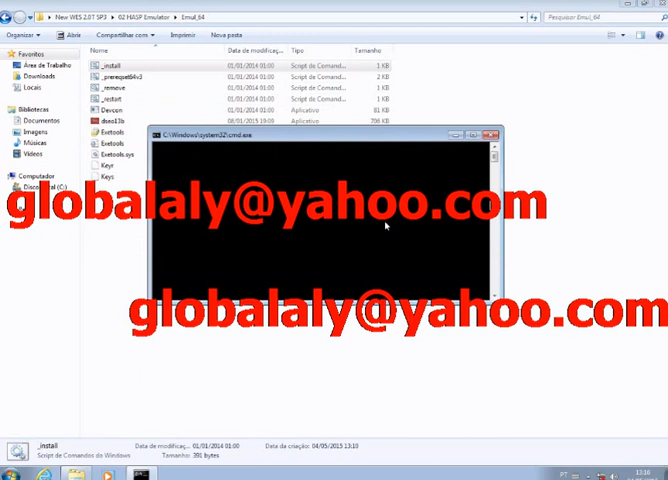 New WES 2.0T SP3 ▸ 02 HASP Emulator ▸ Emul_64
Pesquisar Emul_64
Organizar Abrir Compartilhar com Imprimir Nova pasta
Favoritos
Área de Trabalho
Downloads
Locais
Bibliotecas
Documentos
Imagens
Músicas
Vídeos
Computador
Nome Data de modificaç... Tipo Tamanho
_install 01/01/2014 01:00 Script de Comand... 1 KB
_prerequet64v3 01/01/2014 01:00 Script de Comand... 2 KB
_remove 01/01/2014 01:00 Script de Comand... 1 KB
_restart 01/01/2014 01:00 Script de Comand... 1 KB
Devcon 01/01/2014 01:00 Aplicativo 81 KB
dseo13b 08/01/2015 19:09 Aplicativo 706 KB
Exetools
Exetools
Exetools.sys
Keyr
Keys
C:\Windows\system32\cmd.exe
globalaly@yahoo.com
globalaly@yahoo.com
_install Data de modificaç... 01/01/2014 01:00 Data da criação: 04/05/2015 13:10
Script de Comandos do Windows Tamanho: 391 bytes
PT 13:16